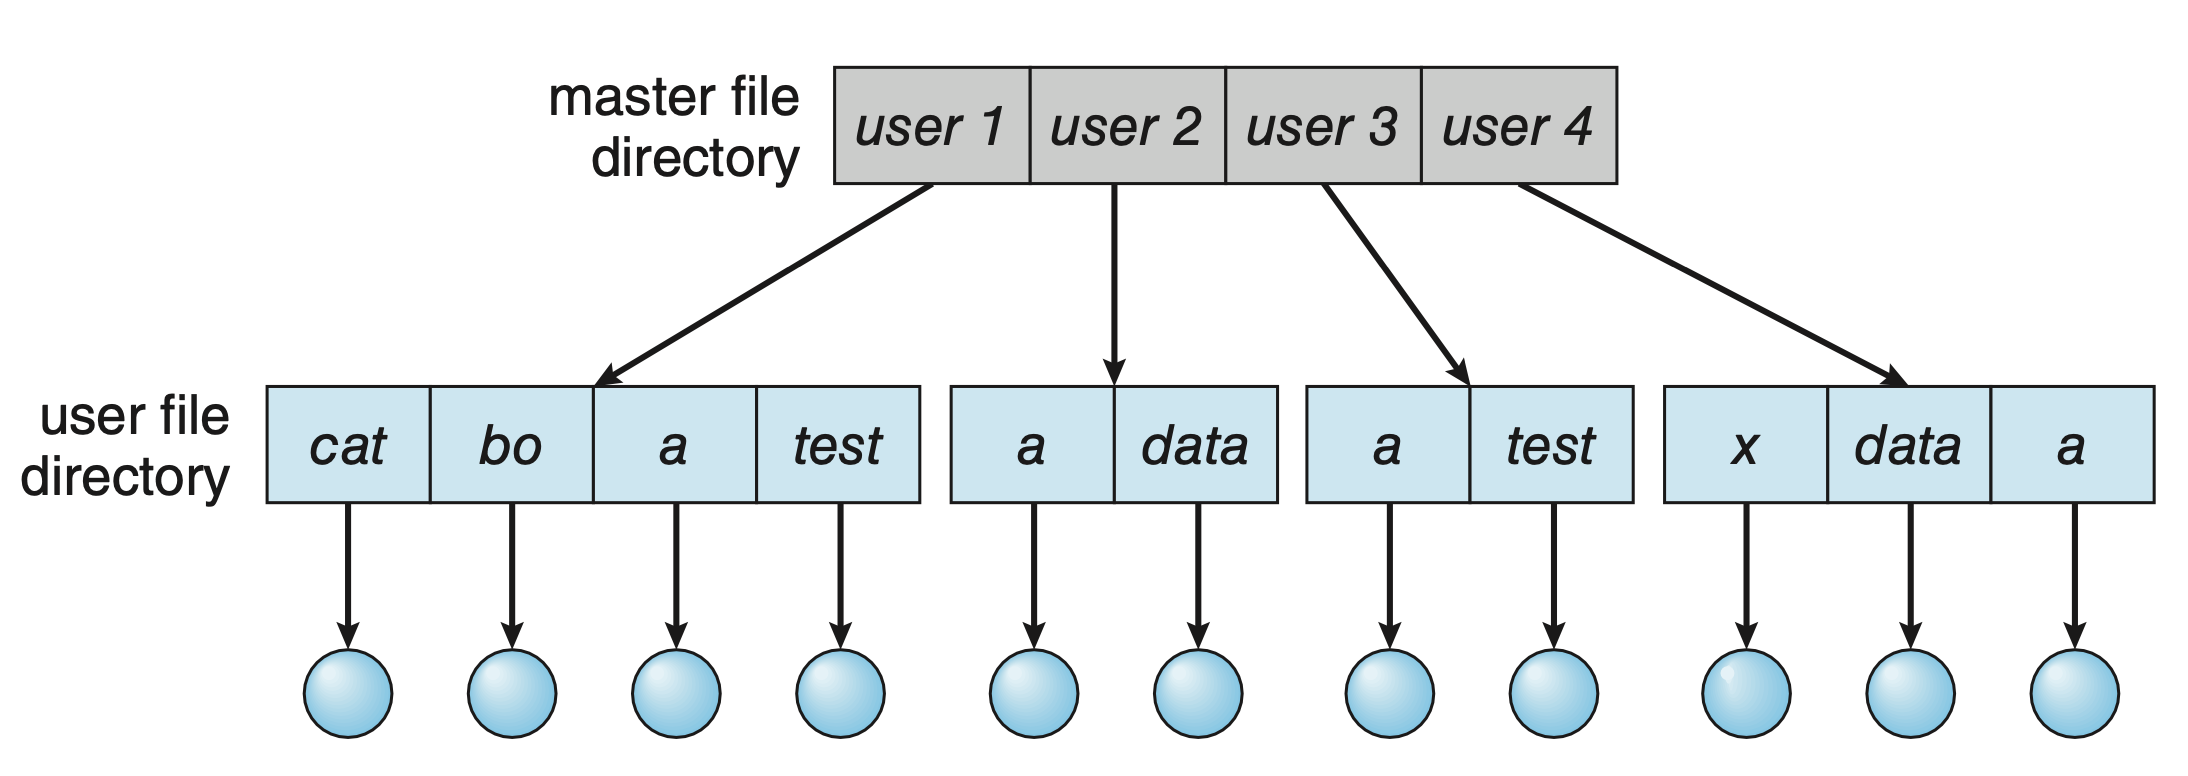 master file
directory
user 1 user 2 user 3 user 4
user file
directory
cat bo a test a data a test x data a